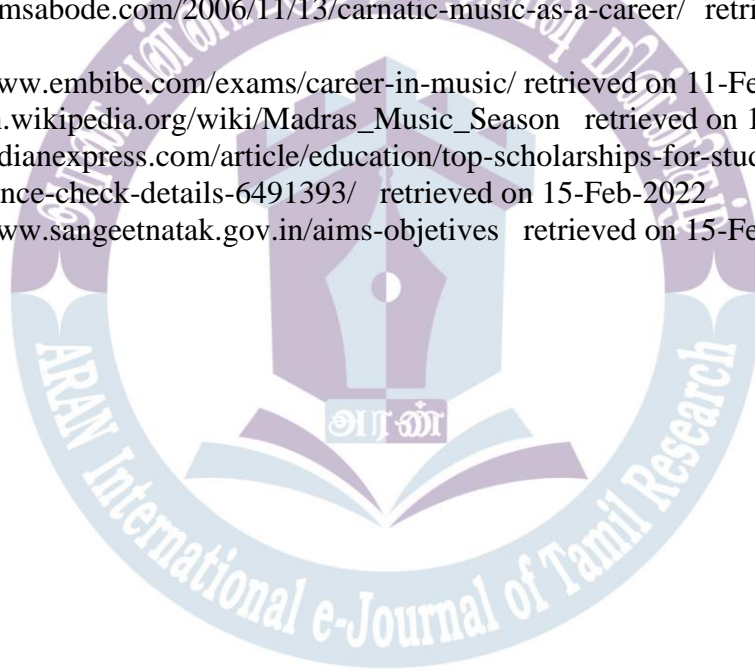 msabode.com/2006/11/13/carnatic-music-as-a-career/ retri
ww.embibe.com/exams/career-in-music/ retrieved on 11-Fe
.wikipedia.org/wiki/Madras_Music_Season retrieved on 1
dianexpress.com/article/education/top-scholarships-for-stud
nce-check-details-6491393/ retrieved on 15-Feb-2022
ww.sangeetnatak.gov.in/aims-objetives retrieved on 15-Fe
அரண்
ARAN International e-Journal of Tamil Research